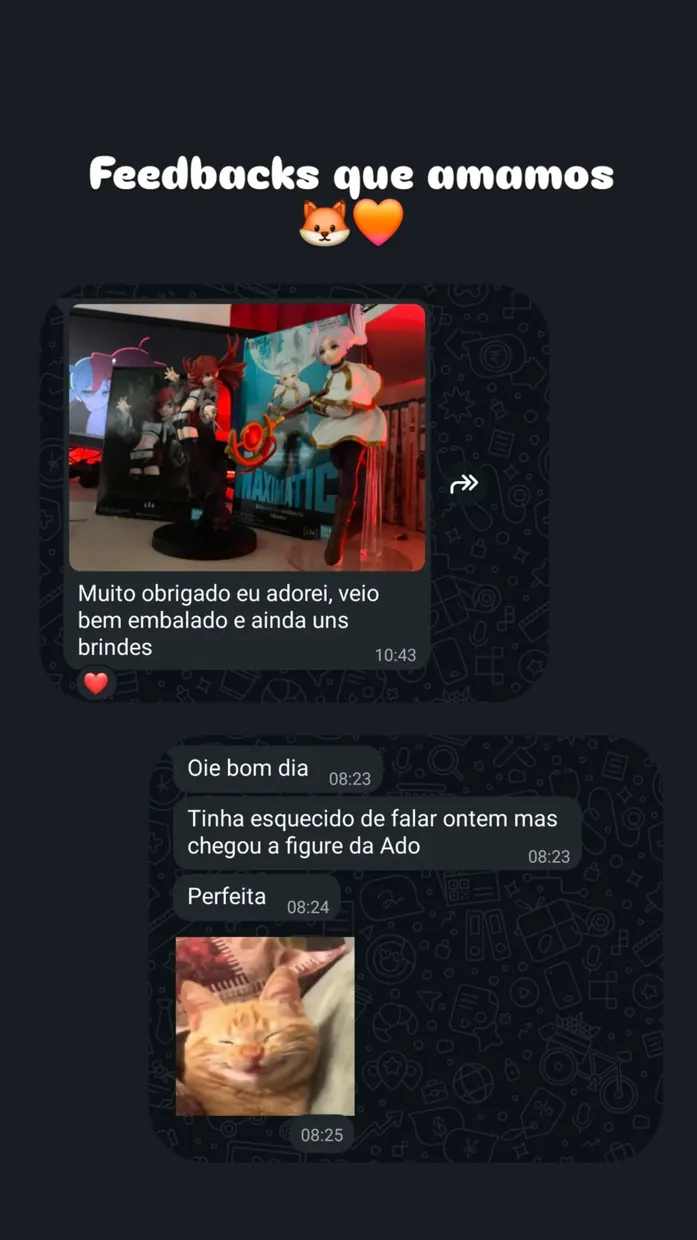 Feedbacks que amamos
🦊🧡
MAXIMATIC
Muito obrigado eu adorei, veio
bem embalado e ainda uns
brindes
10:43
❤️
Oie bom dia
08:23
Tinha esquecido de falar ontem mas
chegou a figure da Ado
08:23
Perfeita
08:24
08:25